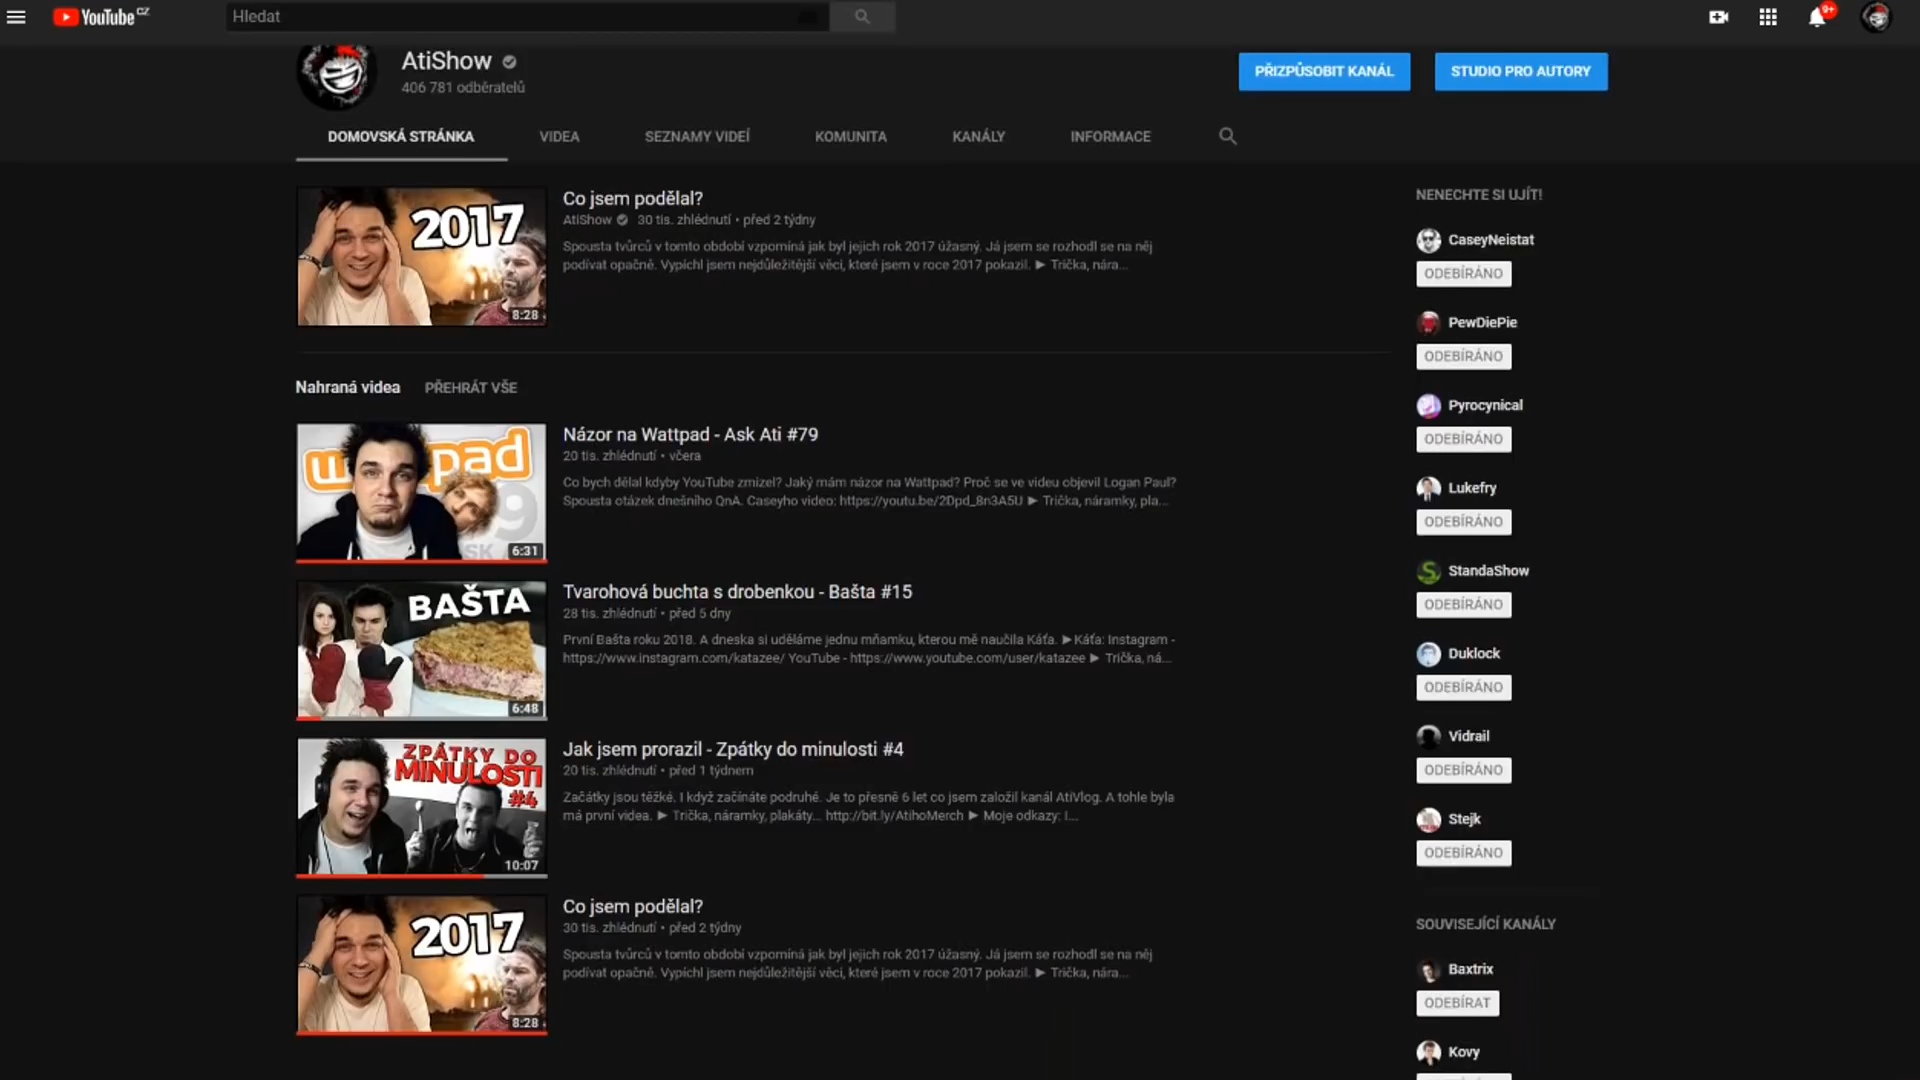 YouTube CZ
Hledat
9+
AtiShow
406 781 odběratelů
PŘIZPŮSOBIT KANÁL
STUDIO PRO AUTORY
DOMOVSKÁ STRÁNKA
VIDEA
SEZNAMY VIDEÍ
KOMUNITA
KANÁLY
INFORMACE
2017
8:28
Co jsem podělal?
AtiShow 30 tis. zhlédnutí • před 2 týdny
Spousta tvůrců v tomto období vzpomíná jak byl jejich rok 2017 úžasný. Já jsem se rozhodl se na něj
podívat opačně. Vypíchl jsem nejdůležitější věci, které jsem v roce 2017 pokazil. ► Trička, nára...
Nahraná videa
PŘEHRÁT VŠE
6:31
Názor na Wattpad - Ask Ati #79
20 tis. zhlédnutí • včera
Co bych dělal kdyby YouTube zmizel? Jaký mám názor na Wattpad? Proč se ve videu objevil Logan Paul?
Spousta otázek dnešního QnA. Caseyho video: https://youtu.be/2Dpd_8n3A5U ► Trička, náramky, pla...
BAŠTA
6:48
Tvarohová buchta s drobenkou - Bašta #15
28 tis. zhlédnutí • před 5 dny
První Bašta roku 2018. A dneska si uděláme jednu mňamku, kterou mě naučila Káťa. ►Káťa: Instagram -
https://www.instagram.com/katazee/ YouTube - https://www.youtube.com/user/katazee ► Trička, ná...
ZPÁTKY DO
MINULOSTI
#4
10:07
Jak jsem prorazil - Zpátky do minulosti #4
20 tis. zhlédnutí • před 1 týdnem
Začátky jsou těžké. I když začínáte podruhé. Je to přesně 6 let co jsem založil kanál AtiVlog. A tohle byla
má první videa. ► Trička, náramky, plakáty... http://bit.ly/AtihoMerch ► Moje odkazy: I...
2017
8:28
Co jsem podělal?
30 tis. zhlédnutí • před 2 týdny
Spousta tvůrců v tomto období vzpomíná jak byl jejich rok 2017 úžasný. Já jsem se rozhodl se na něj
podívat opačně. Vypíchl jsem nejdůležitější věci, které jsem v roce 2017 pokazil. ► Trička, nára...
NENECHTE SI UJÍT!
CaseyNeistat
ODEBÍRÁNO
PewDiePie
ODEBÍRÁNO
Pyrocynical
ODEBÍRÁNO
Lukefry
ODEBÍRÁNO
StandaShow
ODEBÍRÁNO
Duklock
ODEBÍRÁNO
Vidrail
ODEBÍRÁNO
Stejk
ODEBÍRÁNO
SOUVISEJÍCÍ KANÁLY
Baxtrix
ODEBÍRAT
Kovy